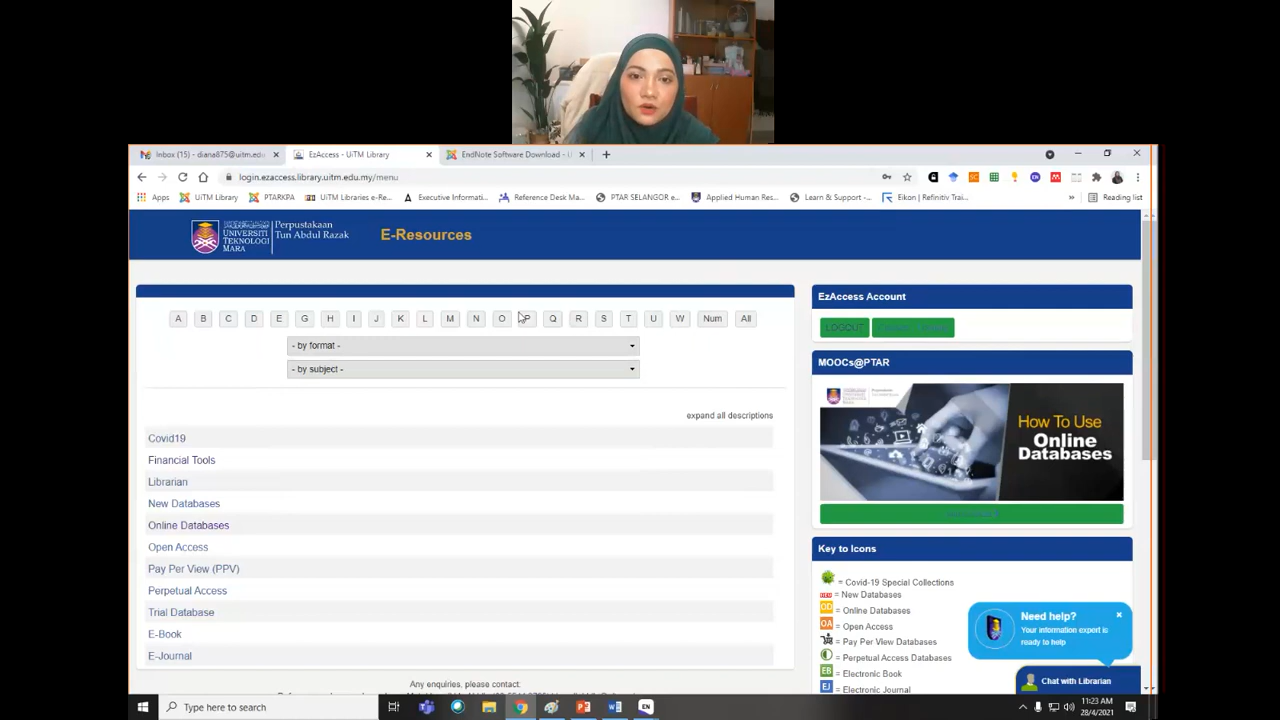 Inbox (15) - diana875@uitm.edu
EzAccess - UiTM Library
EndNote Software Download - (
login.ezaccess.library.uitm.edu.my/menu
Apps
UiTM Library
PTARKPA
UiTM Libraries e-Re...
Executive Informati...
Reference Desk Ma...
PTAR SELANGOR e...
Applied Human Res...
Learn & Support -...
Eikon | Refinitiv Trai...
»
Reading list
UNIVERSITI
TEKNOLOGI
MARA
Perpustakaan
Tun Abdul Razak
E-Resources
A B C D E F G H I J K L M N O P Q R S T U W Num All
- by format -
- by subject -
expand all descriptions
Covid19
Financial Tools
Librarian
New Databases
Online Databases
Open Access
Pay Per View (PPV)
Perpetual Access
Trial Database
E-Book
E-Journal
Any enquiries, please contact:
EzAccess Account
LOGOUT
MOOCs@PTAR
How To Use
Online
Databases
Key to Icons
= Covid-19 Special Collections
= New Databases
OD = Online Databases
OA = Open Access
= Pay Per View Databases
= Perpetual Access Databases
EB = Electronic Book
EJ = Electronic Journal
Need help?
Your information expert is
ready to help
Chat with Librarian
Type here to search
11:23 AM
28/4/2021